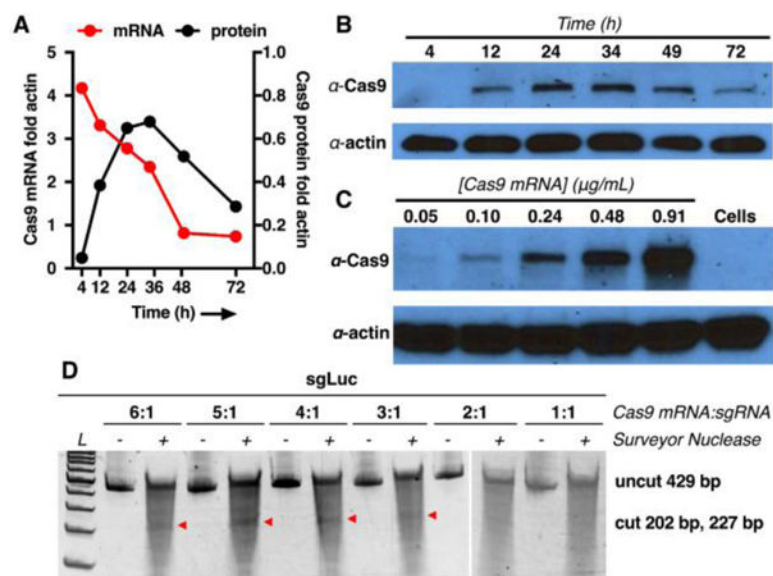 A
mRNA
protein
Cas9 mRNA fold actin
5
4
3
2
1
0
Cas9 protein fold actin
1.0
0.8
0.6
0.4
0.2
0.0
4 12 24 36 48 72
Time (h)
B
Time (h)
4 12 24 34 49 72
α-Cas9
α-actin
C
[Cas9 mRNA] (µg/mL)
0.05 0.10 0.24 0.48 0.91 Cells
α-Cas9
α-actin
D
sgLuc
6:1 5:1 4:1 3:1 2:1 1:1 Cas9 mRNA:sgRNA
L - + - + - + - + - + - + Surveyor Nuclease
uncut 429 bp
cut 202 bp, 227 bp